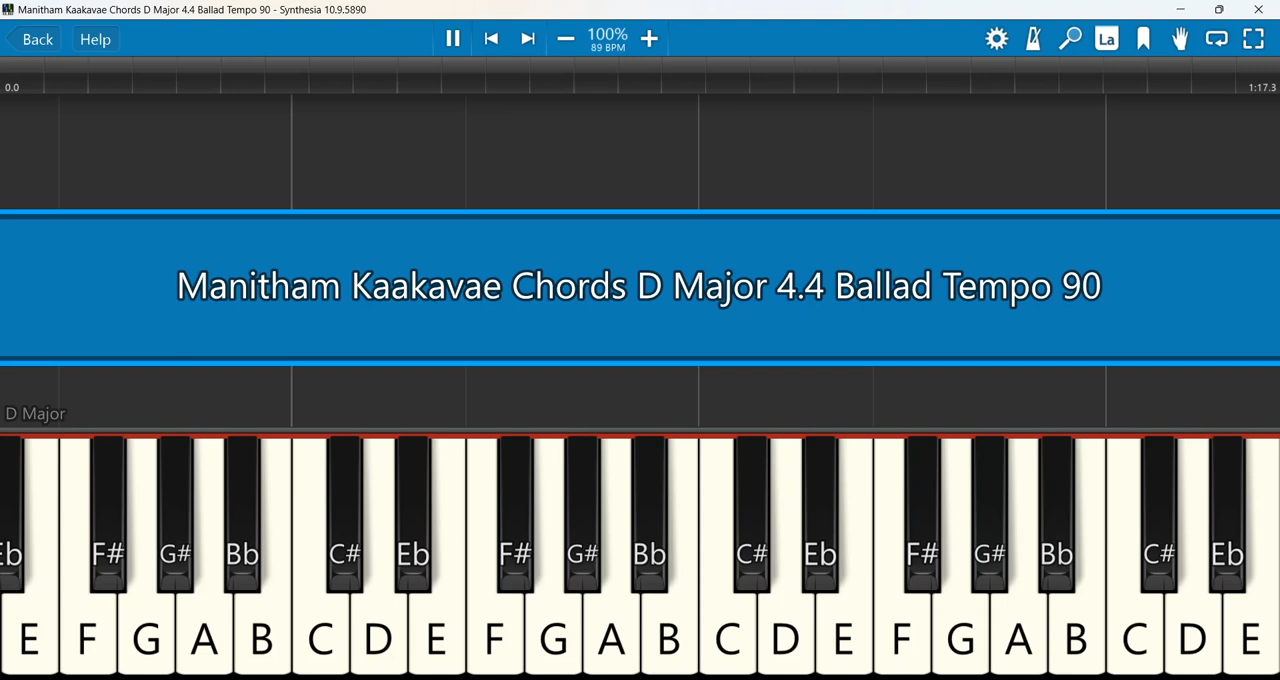 Manitham Kaakavae Chords D Major 4.4 Ballad Tempo 90 - Synthesia 10.9.5890
Back Help 100% La
89 BPM
0.0 1:17.3
Manitham Kaakavae Chords D Major 4.4 Ballad Tempo 90
D Major
Eb F# G# Bb C# Eb F# G# Bb C# Eb F# G# Bb C# Eb
E F G A B C D E F G A B C D E F G A B C D E